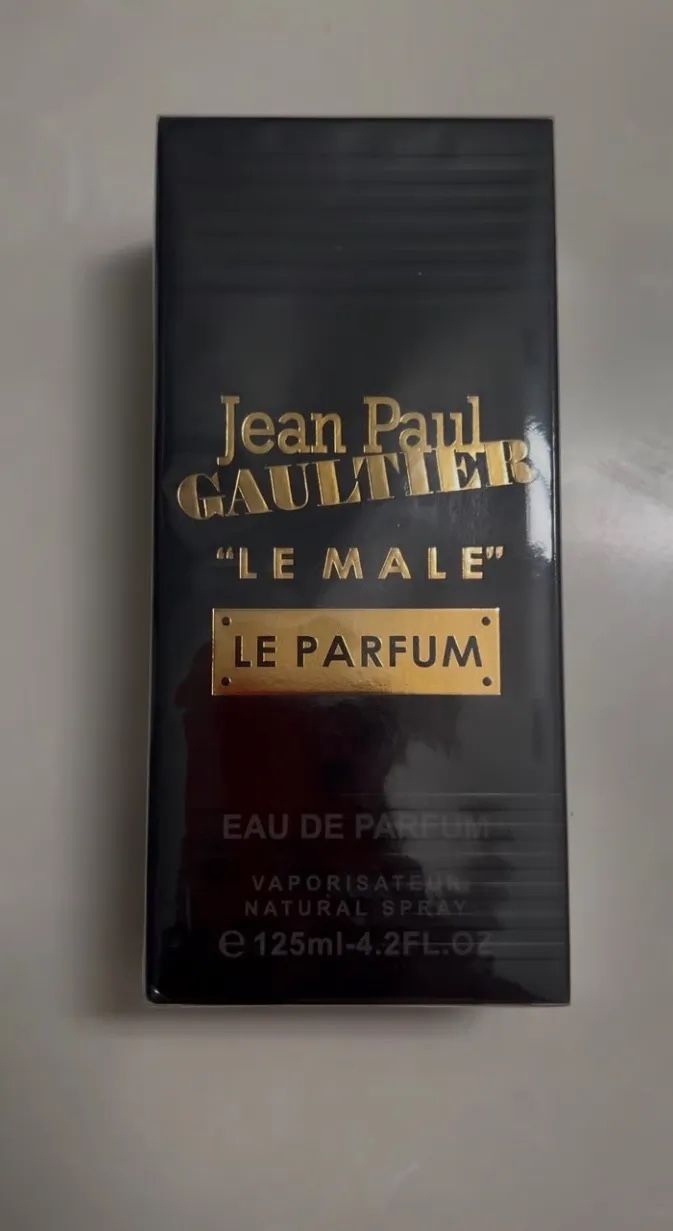 Jean Paul
GAULTIER
“LE MALE”
LE PARFUM
EAU DE PARFUM
VAPORISATEUR
NATURAL SPRAY
℮ 125ml-4.2FL.OZ